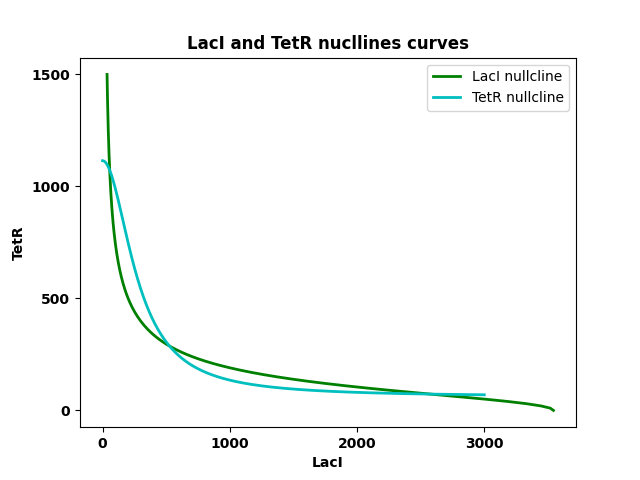 LacI and TetR nucllines curves
LacI nullcline
TetR nullcline
1500
1000
500
0
TetR
0 1000 2000 3000
LacI